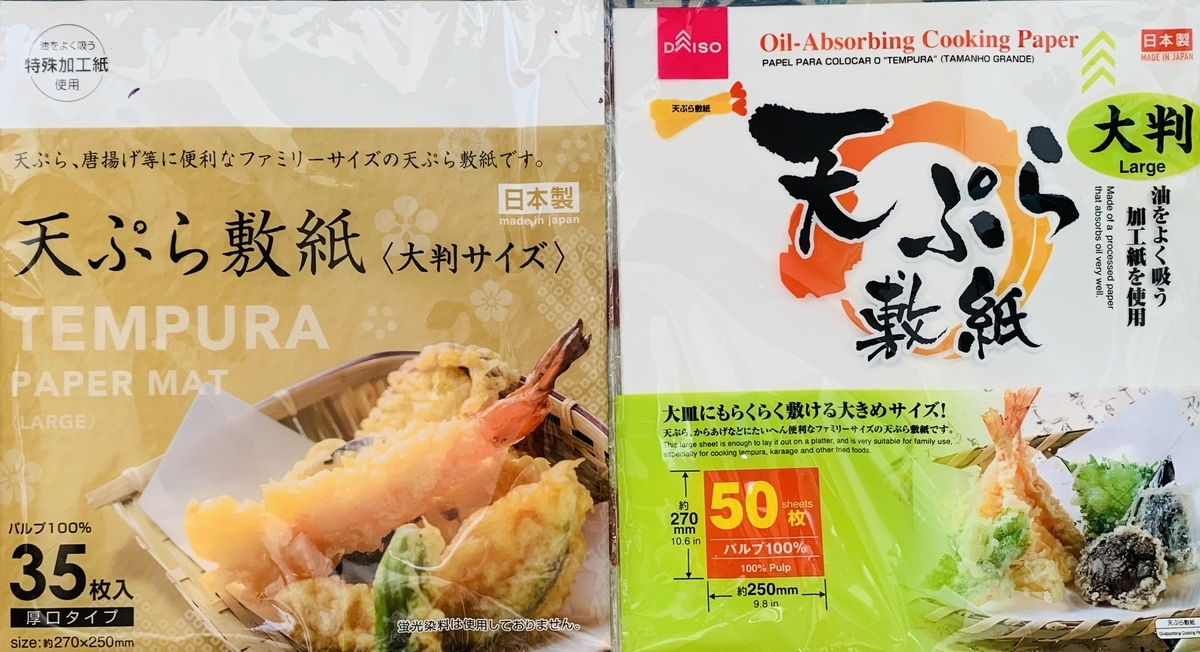 油をよく吸う
特殊加工紙
使用
天ぷら、唐揚げ等に便利なファミリーサイズの天ぷら敷紙です。
日本製
made in japan
天ぷら敷紙〈大判サイズ〉
TEMPURA
PAPER MAT
〈LARGE〉
パルプ100%
35枚入
厚口タイプ
size:約270×250mm
蛍光染料は使用しておりません。
DAISO
Oil-Absorbing Cooking Paper
PAPEL PARA COLOCAR O "TEMPURA" (TAMANHO GRANDE)
日本製
MADE IN JAPAN
天ぷら敷紙
大判
Large
天ぷら
敷紙
油をよく吸う
加工紙を使用
Made of a processed paper
that absorbs oil very well.
大皿にもらくらく敷ける大きめサイズ!
天ぷら、からあげなどにたいへん便利なファミリーサイズの天ぷら敷紙です。
This large sheet is enough to lay it out on a platter, and is very suitable for family use,
especially for cooking tempura, karaage and other fried foods.
約
270
mm
10.6 in
50 sheets
枚
パルプ100%
100% Pulp
約250mm
9.8 in
天ぷら敷紙